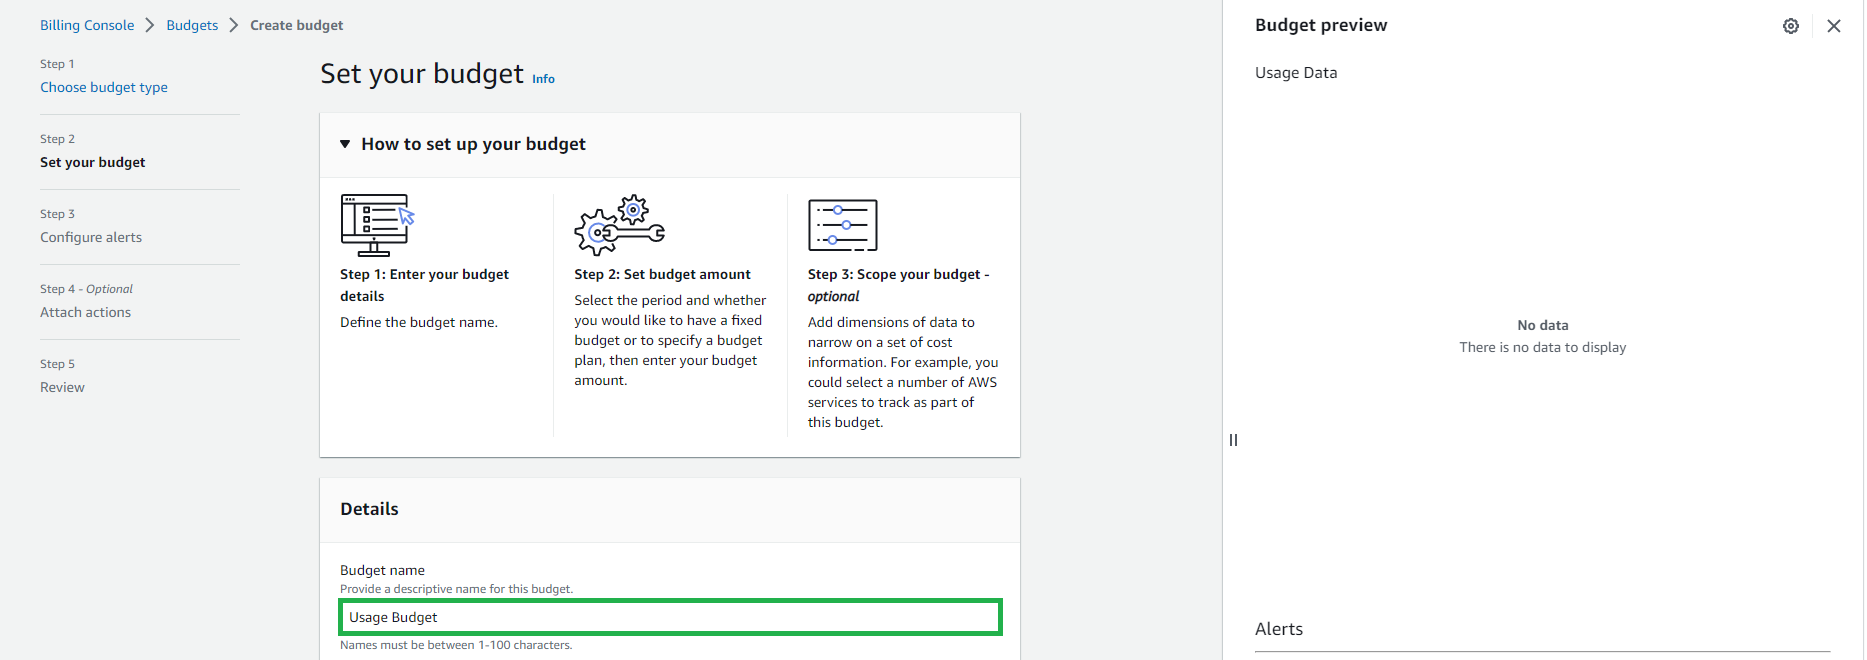 Billing Console > Budgets > Create budget
Step 1
Choose budget type
Step 2
Set your budget
Step 3
Configure alerts
Step 4 - Optional
Attach actions
Step 5
Review
Set your budget Info
How to set up your budget
Step 1: Enter your budget
details
Define the budget name.
Step 2: Set budget amount
Select the period and whether
you would like to have a fixed
budget or to specify a budget
plan, then enter your budget
amount.
Step 3: Scope your budget -
optional
Add dimensions of data to
narrow on a set of cost
information. For example, you
could select a number of AWS
services to track as part of
this budget.
Details
Budget name
Provide a descriptive name for this budget.
Usage Budget
Names must be between 1-100 characters.
Budget preview
Usage Data
No data
There is no data to display
Alerts